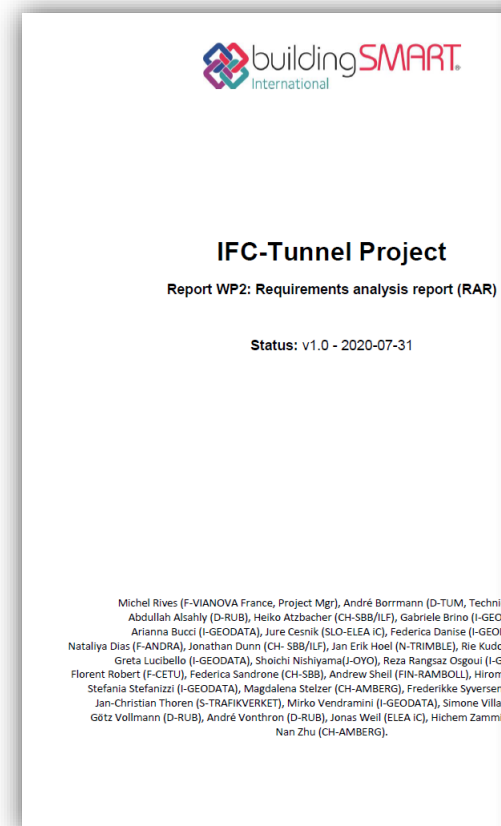 buildingSMART®
International
IFC-Tunnel Project
Report WP2: Requirements analysis report (RAR)
Status: v1.0 - 2020-07-31
Michel Rives (F-VIANOVA France, Project Mgr), André Borrmann (D-TUM,
Abdullah Alsahly (D-RUB), Heiko Atzbacher (CH-SBB/ILF), Gabriele Brino
Arianna Bucci (I-GEODATA), Jure Cesnik (SLO-ELEA iC), Federica Danise
Nataliya Dias (F-ANDRA), Jonathan Dunn (CH- SBB/ILF), Jan Erik Hoel (N-TRIMBLE), Rie
Greta Lucibello (I-GEODATA), Shoichi Nishiyama(J-OYO), Reza Rangsaz Osgoui
Florent Robert (F-CETU), Federica Sandrone (CH-SBB), Andrew Sheil (FIN-RAMBOLL),
Stefania Stefanizzi (I-GEODATA), Magdalena Stelzer (CH-AMBERG), Frederikke
Jan-Christian Thoren (S-TRAFIKVERKET), Mirko Vendramini (I-GEODATA), Simone
Götz Vollmann (D-RUB), André Vonthron (D-RUB), Jonas Weil (ELEA iC), Hichem
Nan Zhu (CH-AMBERG).